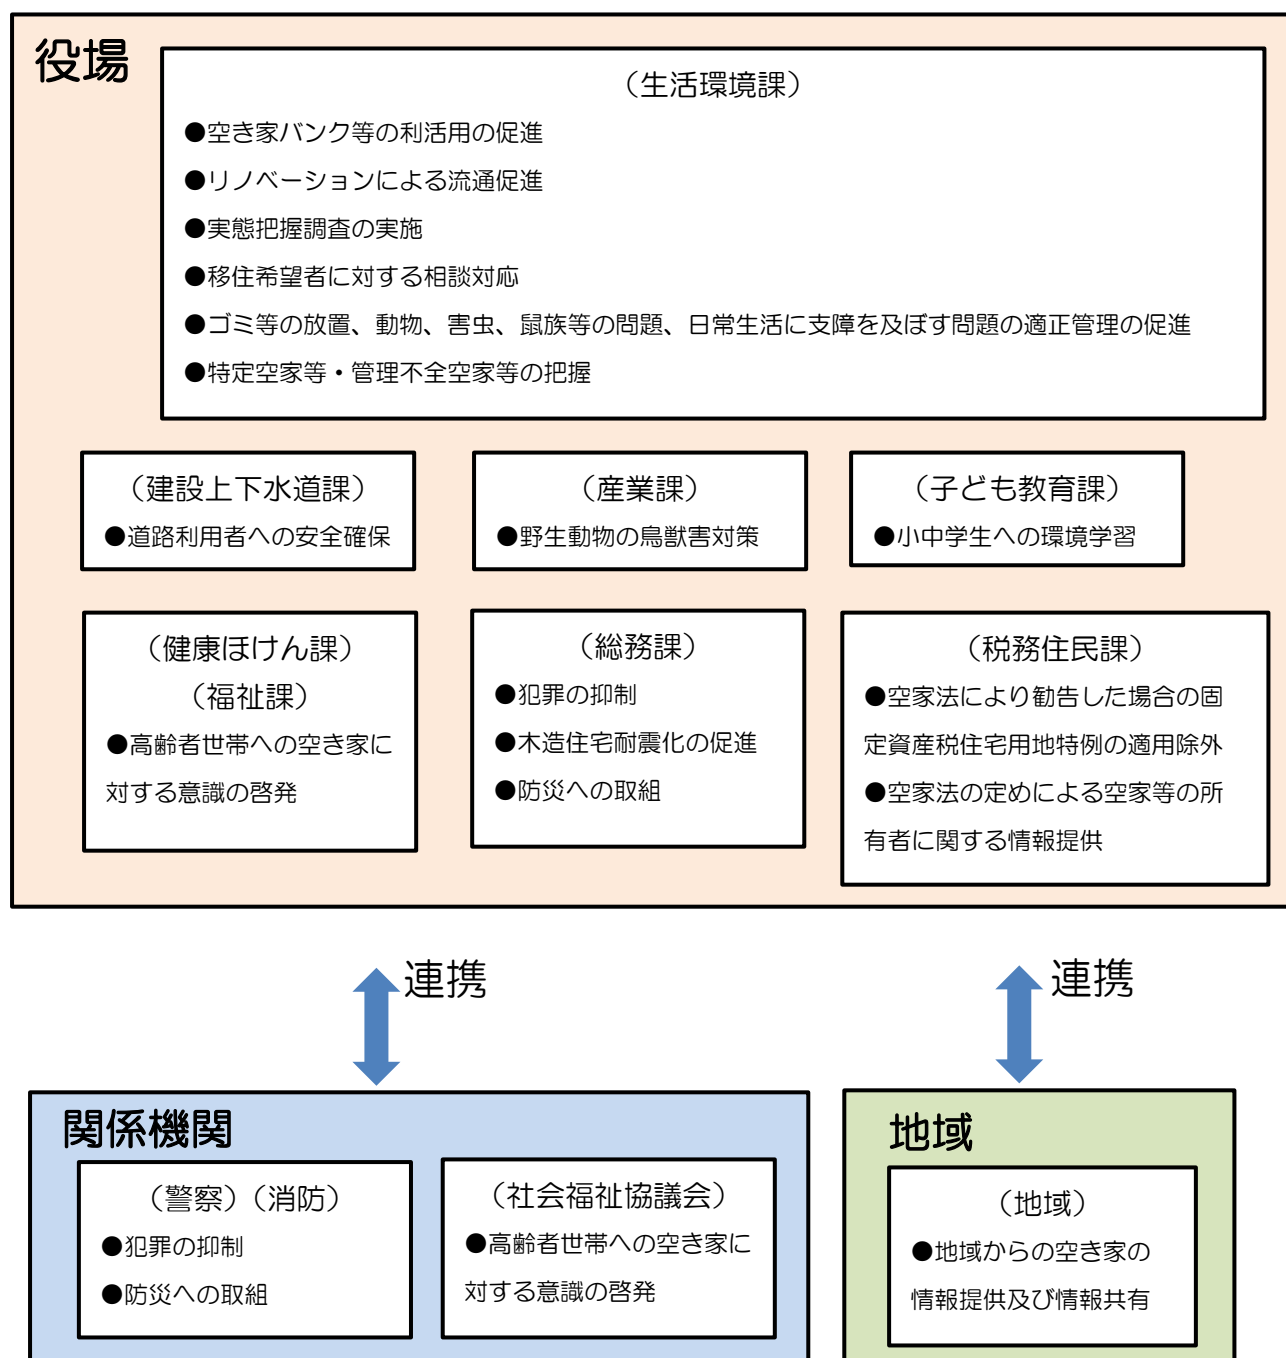 役場
（生活環境課）
●空き家バンク等の利活用の促進
●リノベーションによる流通促進
●実態把握調査の実施
●移住希望者に対する相談対応
●ゴミ等の放置、動物、害虫、鼠族等の問題、日常生活に支障を及ぼす問題の適正管理の促進
●特定空家等・管理不全空家等の把握
（建設上下水道課）
●道路利用者への安全確保
（産業課）
●野生動物の鳥獣害対策
（子ども教育課）
●小中学生への環境学習
（健康ほけん課）
（福祉課）
●高齢者世帯への空き家に
対する意識の啓発
（総務課）
●犯罪の抑制
●木造住宅耐震化の促進
●防災への取組
（税務住民課）
●空家法により勧告した場合の固
定資産税住宅用地特例の適用除外
●空家法の定めによる空家等の所
有者に関する情報提供
連携
連携
関係機関
（警察）（消防）
●犯罪の抑制
●防災への取組
（社会福祉協議会）
●高齢者世帯への空き家に
対する意識の啓発
地域
（地域）
●地域からの空き家の
情報提供及び情報共有